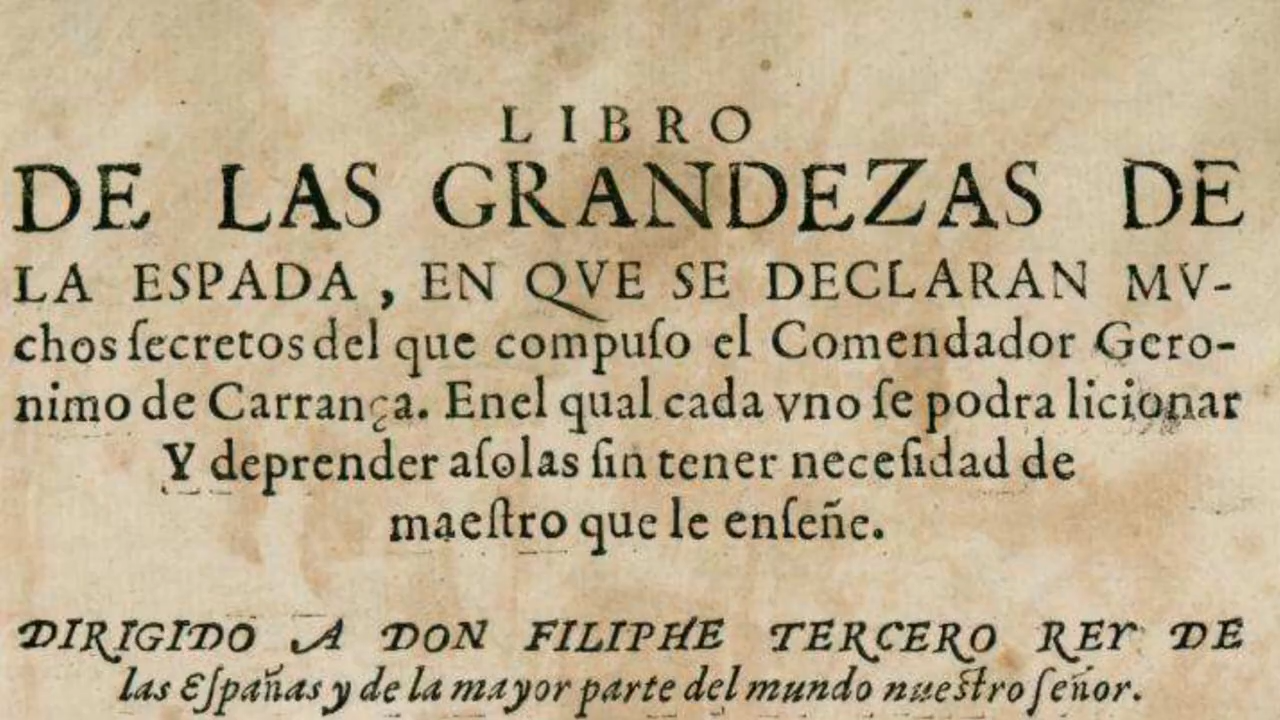 LIBRO
DE LAS GRANDEZAS DE
LA ESPADA, EN QVE SE DECLARAN MV-
chos ſecretos del que compuſo el Comendador Gero-
nimo de Carrança. Enel qual cada vno ſe podra licionar
Y deprender aſolas ſin tener neceſidad de
maeſtro que le enſeñe.
DIRIGIDO A DON FILIPHE TERCERO REY DE
las Eſpañas y de la mayor parte del mundo nueſtro ſeñor.